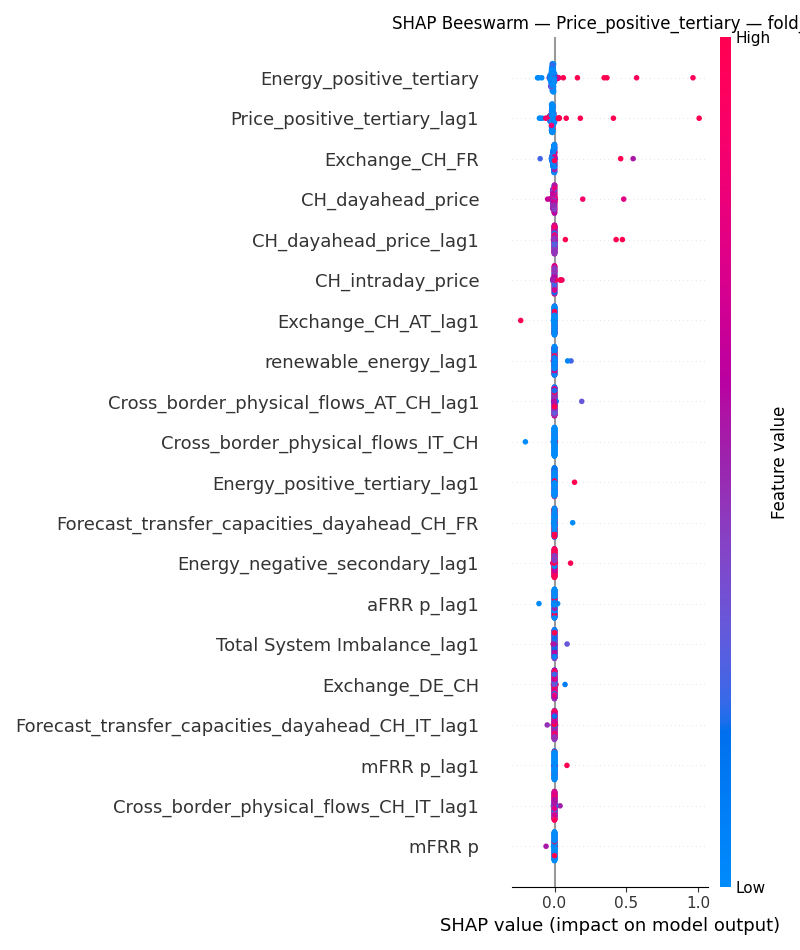 SHAP Beeswarm — Price_positive_tertiary — fold_
High
Energy_positive_tertiary
Price_positive_tertiary_lag1
Exchange_CH_FR
CH_dayahead_price
CH_dayahead_price_lag1
CH_intraday_price
Exchange_CH_AT_lag1
renewable_energy_lag1
Cross_border_physical_flows_AT_CH_lag1
Cross_border_physical_flows_IT_CH
Energy_positive_tertiary_lag1
Forecast_transfer_capacities_dayahead_CH_FR
Energy_negative_secondary_lag1
aFRR p_lag1
Total System Imbalance_lag1
Exchange_DE_CH
Forecast_transfer_capacities_dayahead_CH_IT_lag1
mFRR p_lag1
Cross_border_physical_flows_CH_IT_lag1
mFRR p
Feature value
Low
0.0 0.5 1.0
SHAP value (impact on model output)